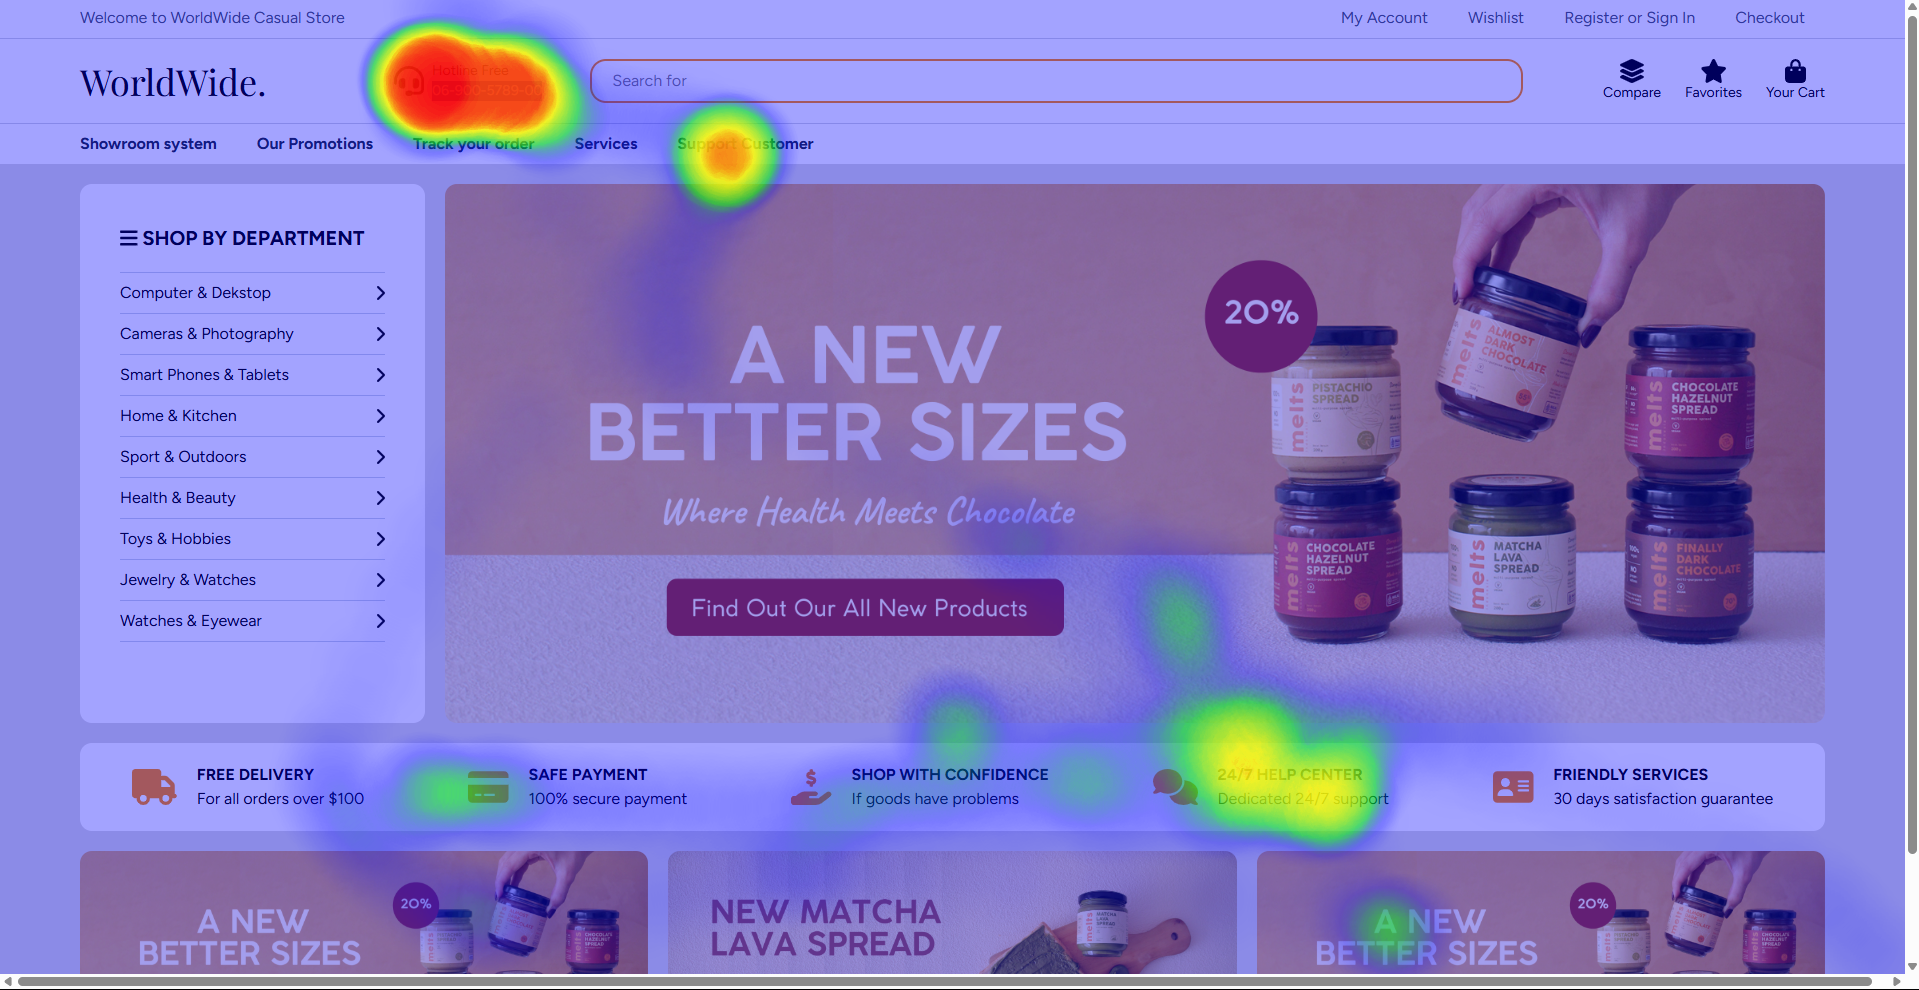 Welcome to WorldWide Casual Store
My Account
Wishlist
Register or Sign In
Checkout
WorldWide.
Hotline Free
06-900-5789-00
Search for
Compare
Favorites
Your Cart
Showroom system
Our Promotions
Track your order
Services
Support Customer
SHOP BY DEPARTMENT
Computer & Dekstop
Cameras & Photography
Smart Phones & Tablets
Home & Kitchen
Sport & Outdoors
Health & Beauty
Toys & Hobbies
Jewelry & Watches
Watches & Eyewear
A NEW
BETTER SIZES
Where Health Meets Chocolate
Find Out Our All New Products
20%
melts
PISTACHIO
SPREAD
melts
ALMOST
DARK
CHOCOLATE
melts
CHOCOLATE
HAZELNUT
SPREAD
melts
CHOCOLATE
HAZELNUT
SPREAD
melts
MATCHA
LAVA
SPREAD
melts
FINALLY
DARK
CHOCOLATE
FREE DELIVERY
For all orders over $100
SAFE PAYMENT
100% secure payment
SHOP WITH CONFIDENCE
If goods have problems
24/7 HELP CENTER
Dedicated 24/7 support
FRIENDLY SERVICES
30 days satisfaction guarantee
A NEW
BETTER SIZES
20%
NEW MATCHA
LAVA SPREAD
A NEW
BETTER SIZES
20%